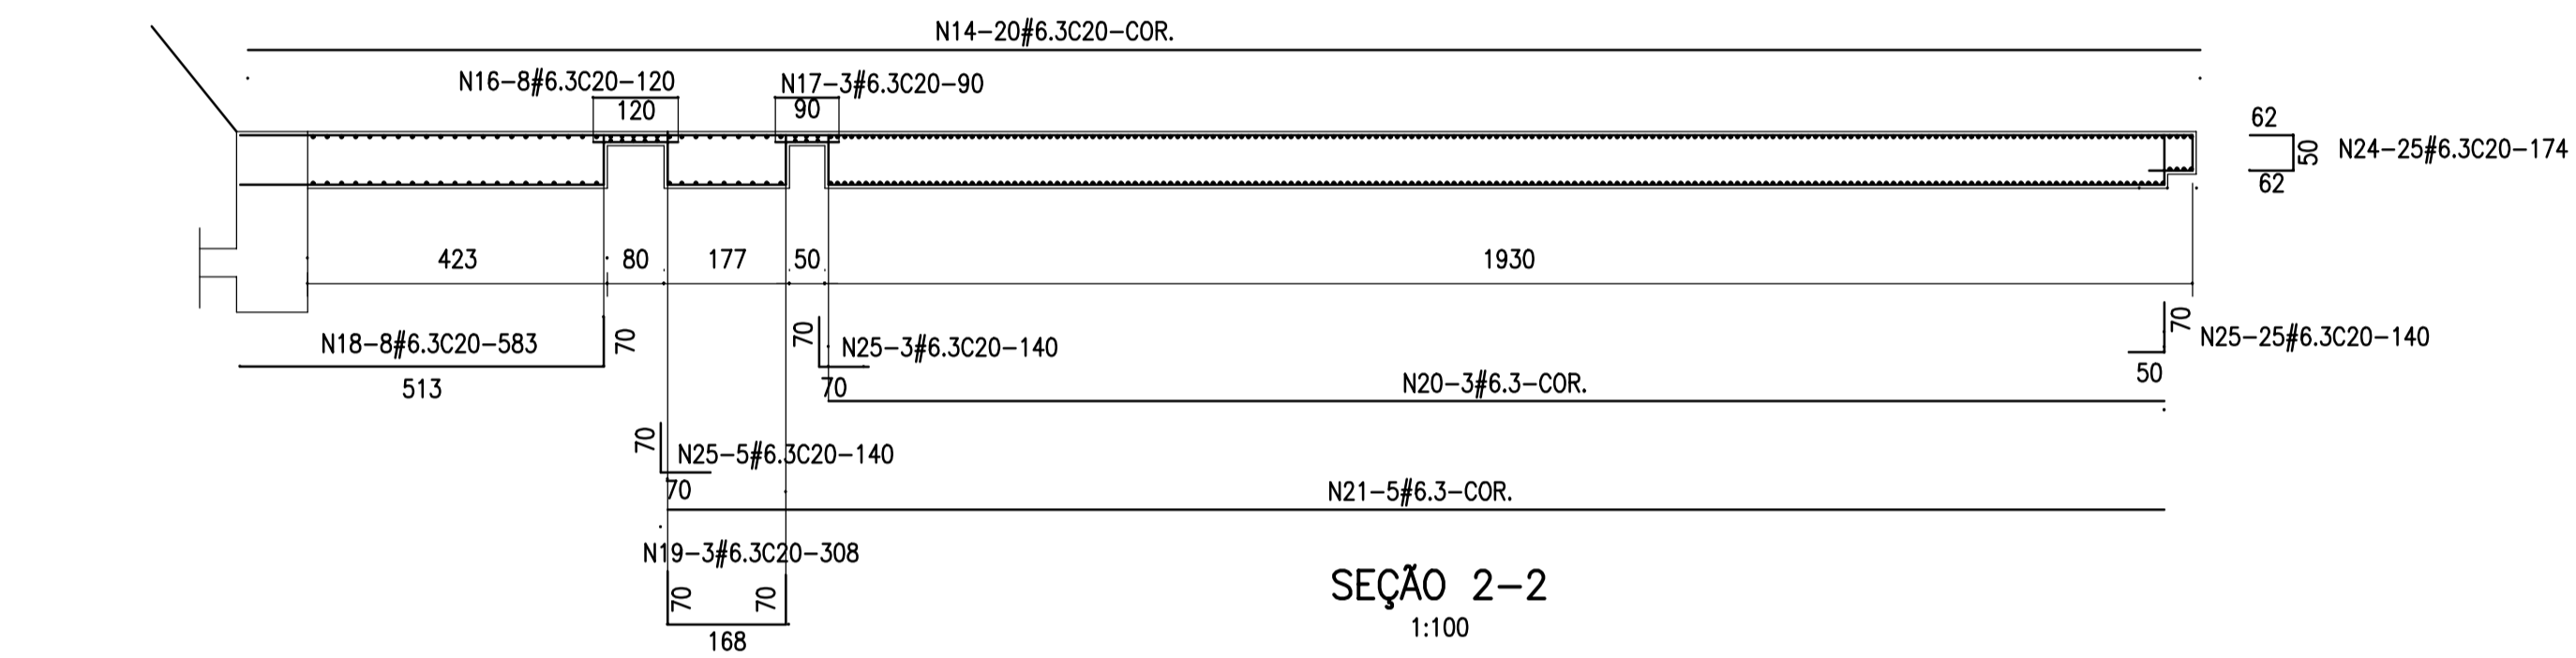 N14-20#6.3C20-COR.
N16-8#6.3C20-120
N17-3#6.3C20-90
120
90
62
50
N24-25#6.3C20-174
62
423
80
177
50
1930
N18-8#6.3C20-583
70
513
70
N25-3#6.3C20-140
70
70
N25-25#6.3C20-140
50
N20-3#6.3-COR.
70
N25-5#6.3C20-140
70
N21-5#6.3-COR.
N19-3#6.3C20-308
70
70
168
SEÇÃO 2-2
1:100